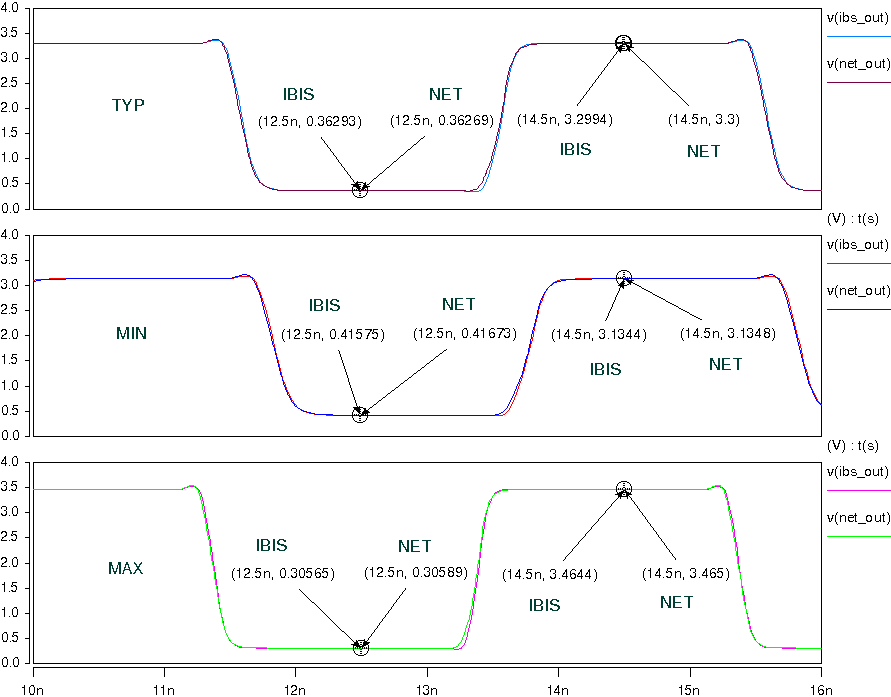 4.0
v(ibs_out)
3.5
3.0
v(net_out)
2.5
IBIS NET
TYP
2.0
(12.5n, 0.36293) (12.5n, 0.36269) (14.5n, 3.2994) (14.5n, 3.3)
1.5
IBIS NET
1.0
0.5
0.0
(V) : t(s)
4.0
v(ibs_out)
3.5
3.0
v(net_out)
IBIS NET
2.5
MIN
(12.5n, 0.41575) (12.5n, 0.41673) (14.5n, 3.1344) (14.5n, 3.1348)
2.0
1.5
IBIS NET
1.0
0.5
0.0
(V) : t(s)
4.0
v(ibs_out)
3.5
3.0
v(net_out)
2.5
IBIS NET
2.0
MAX
(12.5n, 0.30565) (12.5n, 0.30589) (14.5n, 3.4644) (14.5n, 3.465)
1.5
IBIS NET
1.0
0.5
0.0
10n 11n 12n 13n 14n 15n 16n